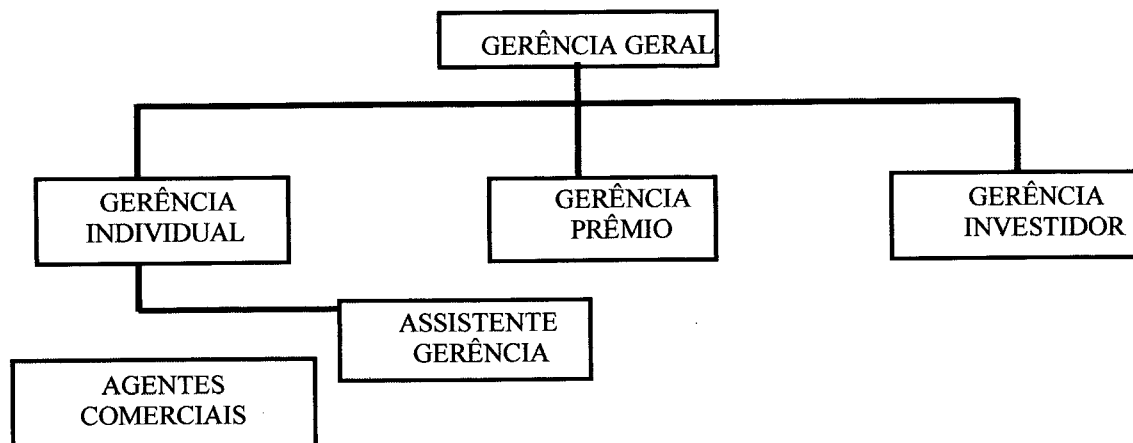 GERÊNCIA GERAL
GERÊNCIA
INDIVIDUAL
GERÊNCIA
PRÊMIO
GERÊNCIA
INVESTIDOR
ASSISTENTE
GERÊNCIA
AGENTES
COMERCIAIS